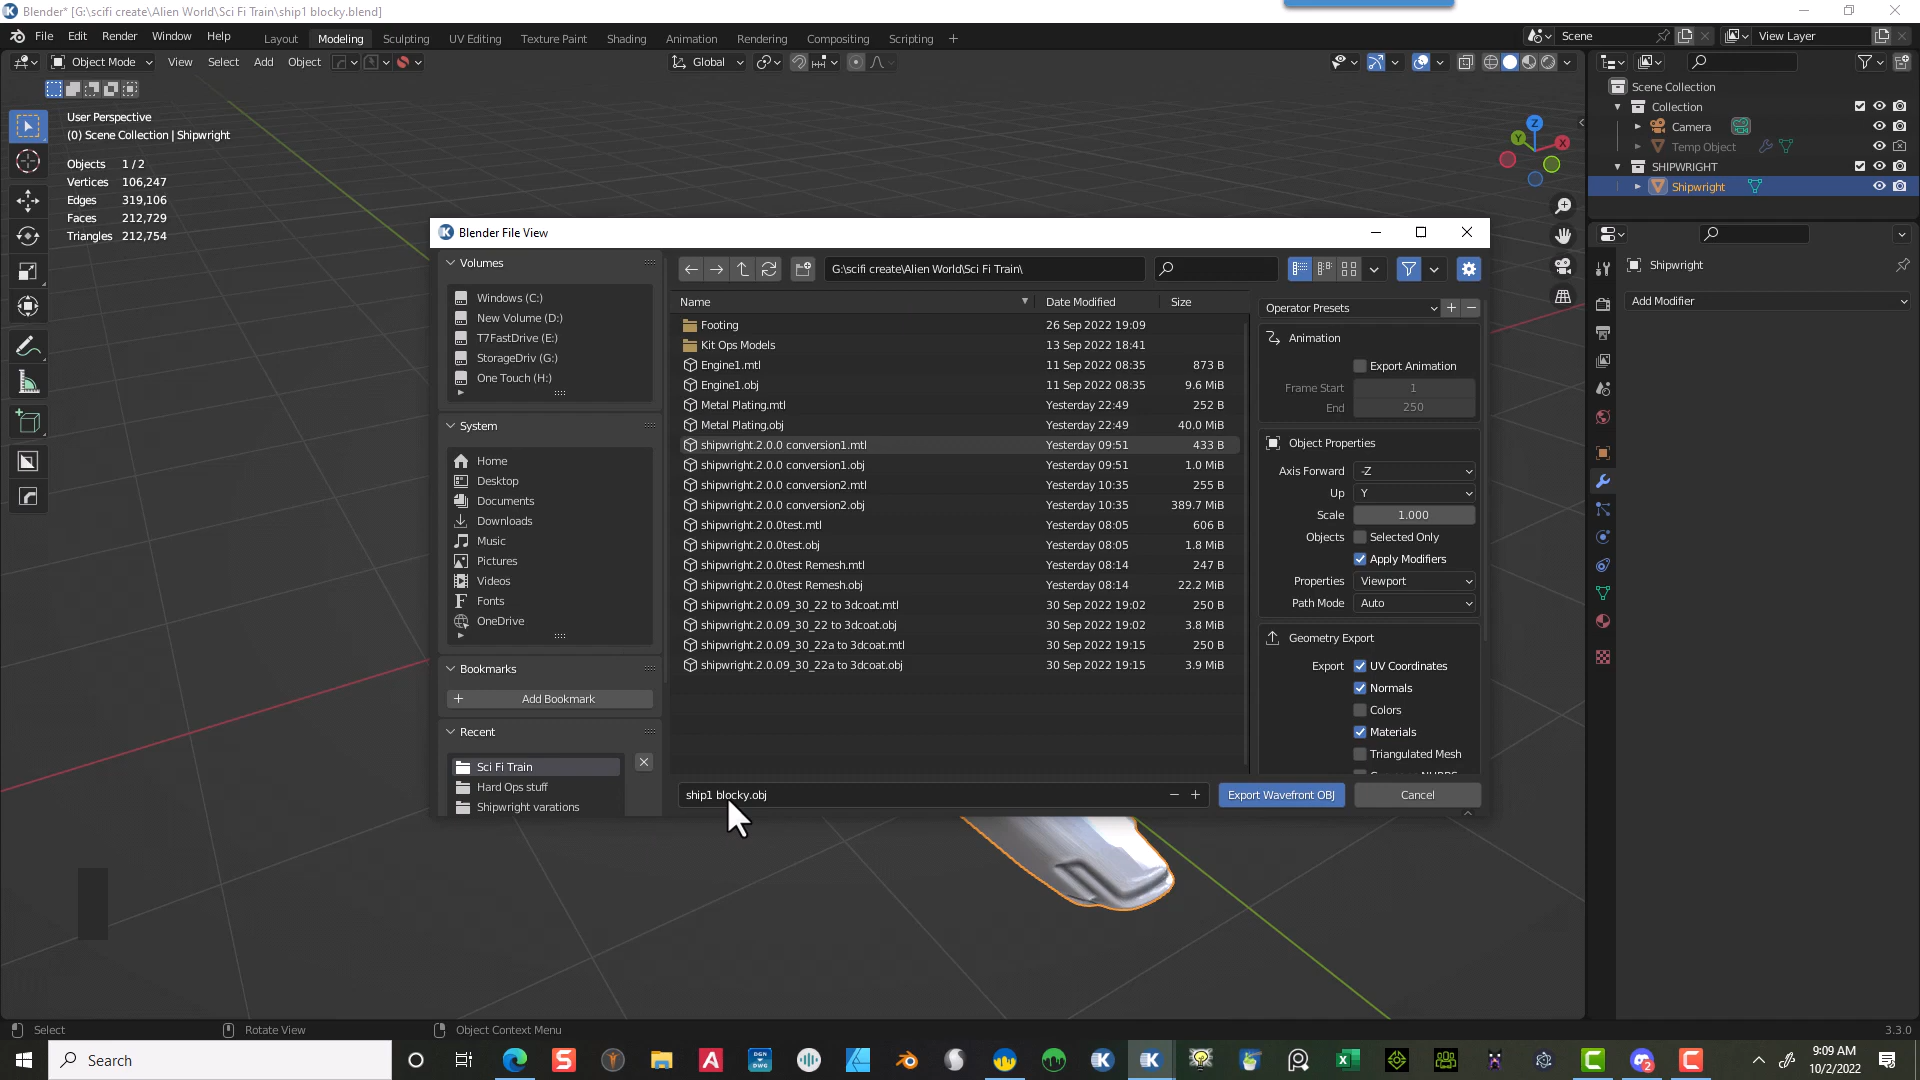 Blender* [G:\scifi create\Alien World\Sci Fi Train\ship1 blocky.blend]
File Edit Render Window Help
Layout Modeling Sculpting UV Editing Texture Paint Shading Animation Rendering Compositing Scripting
Scene View Layer
Object Mode View Select Add Object
Global
User Perspective
(0) Scene Collection | Shipwright
Objects 1 / 2
Vertices 106,247
Edges 319,106
Faces 212,729
Triangles 212,754
Z
Y
X
Scene Collection
Collection
Camera
Temp Object
SHIPWRIGHT
Shipwright
Shipwright
Add Modifier
Blender File View
Volumes
Windows (C:)
New Volume (D:)
T7FastDrive (E:)
StorageDriv (G:)
One Touch (H:)
System
Home
Desktop
Documents
Downloads
Music
Pictures
Videos
Fonts
OneDrive
Bookmarks
Add Bookmark
Recent
Sci Fi Train
Hard Ops stuff
Shipwright varations
G:\scifi create\Alien World\Sci Fi Train\
Name Date Modified Size
Footing 26 Sep 2022 19:09
Kit Ops Models 13 Sep 2022 18:41
Engine1.mtl 11 Sep 2022 08:35 873 B
Engine1.obj 11 Sep 2022 08:35 9.6 MiB
Metal Plating.mtl Yesterday 22:49 252 B
Metal Plating.obj Yesterday 22:49 40.0 MiB
shipwright.2.0.0 conversion1.mtl Yesterday 09:51 433 B
shipwright.2.0.0 conversion1.obj Yesterday 09:51 1.0 MiB
shipwright.2.0.0 conversion2.mtl Yesterday 10:35 255 B
shipwright.2.0.0 conversion2.obj Yesterday 10:35 389.7 MiB
shipwright.2.0.0test.mtl Yesterday 08:05 606 B
shipwright.2.0.0test.obj Yesterday 08:05 1.8 MiB
shipwright.2.0.0test Remesh.mtl Yesterday 08:14 247 B
shipwright.2.0.0test Remesh.obj Yesterday 08:14 22.2 MiB
shipwright.2.0.09_30_22 to 3dcoat.mtl 30 Sep 2022 19:02 250 B
shipwright.2.0.09_30_22 to 3dcoat.obj 30 Sep 2022 19:02 3.8 MiB
shipwright.2.0.09_30_22a to 3dcoat.mtl 30 Sep 2022 19:15 250 B
shipwright.2.0.09_30_22a to 3dcoat.obj 30 Sep 2022 19:15 3.9 MiB
Operator Presets
Animation
Export Animation
Frame Start 1
End 250
Object Properties
Axis Forward -Z
Up Y
Scale 1.000
Objects Selected Only
Apply Modifiers
Properties Viewport
Path Mode Auto
Geometry Export
Export UV Coordinates
Normals
Colors
Materials
Triangulated Mesh
ship1 blocky.obj
Export Wavefront OBJ Cancel
Select Rotate View Object Context Menu 3.3.0
Search
9:09 AM
10/2/2022